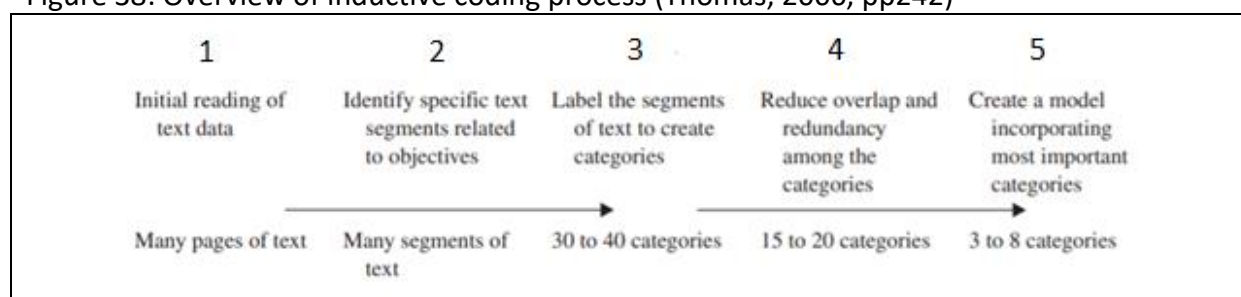 Figure 38: Overview of inductive coding process (Thomas, 2006, pp242)
1 2 3 4 5
Initial reading of
text data
Identify specific text
segments related
to objectives
Label the segments
of text to create
categories
Reduce overlap and
redundancy
among the
categories
Create a model
incorporating
most important
categories
Many pages of text
Many segments of
text
30 to 40 categories
15 to 20 categories
3 to 8 categories